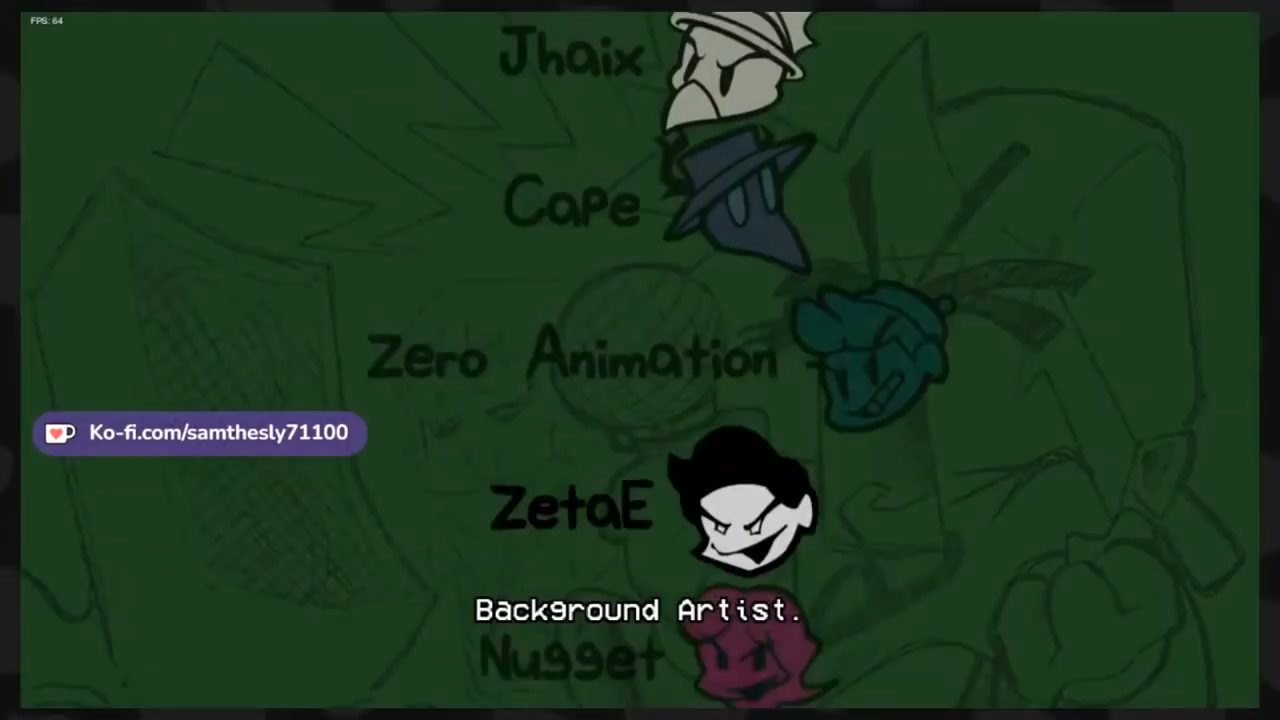 FPS: 64
Jhaix
Cape
Zero Animation
Ko-fi.com/samthesly71100
ZetaE
Background Artist.
Nugget